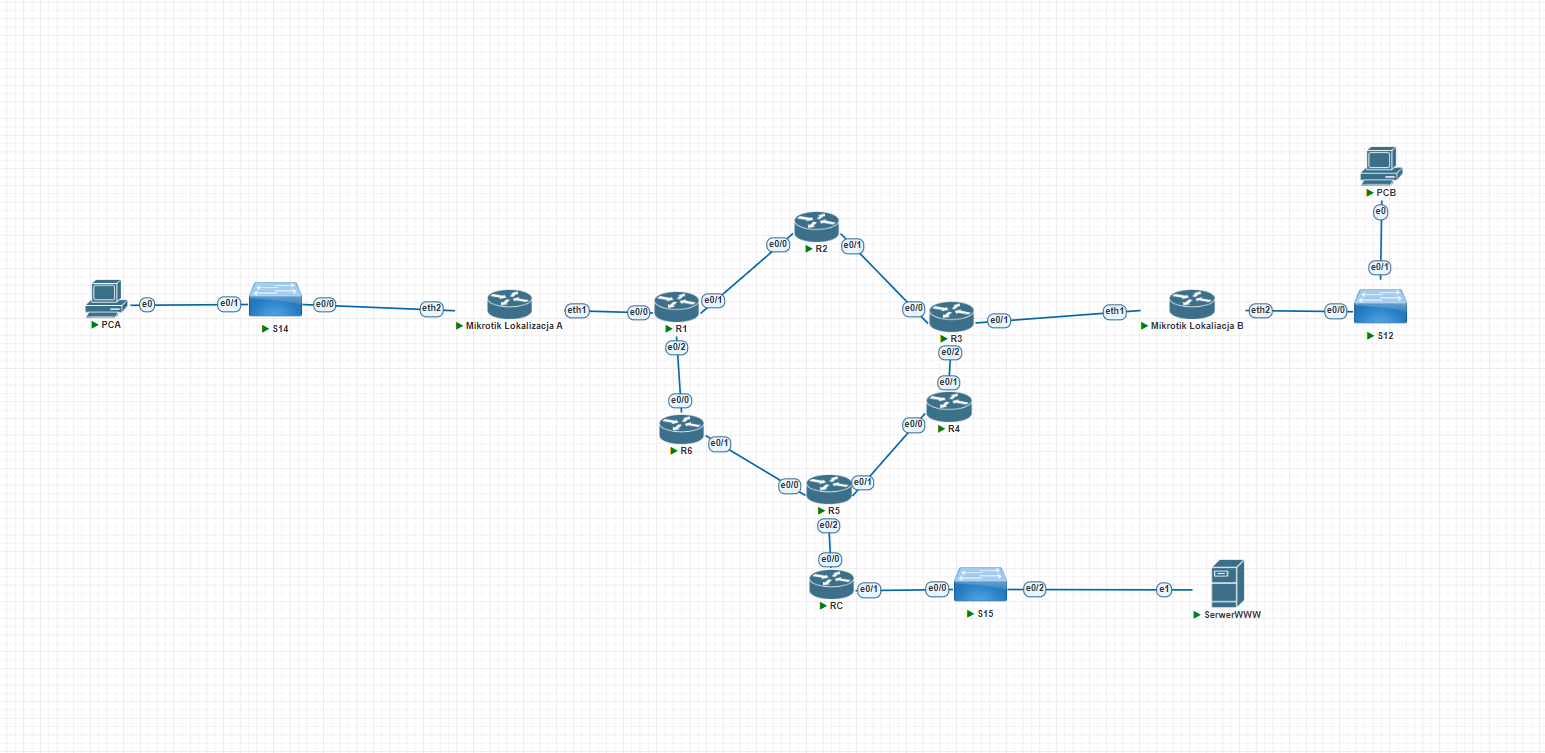 PCA
e0
e0/1
S14
e0/0
eth2
Mikrotik Lokalizacja A
eth1
e0/0
R1
e0/1
e0/2
e0/0
R2
e0/1
e0/0
R3
e0/1
e0/2
eth1
Mikrotik Lokaliacja B
eth2
e0/0
S12
e0/1
e0
PCB
e0/1
R4
e0/0
e0/0
R6
e0/1
e0/0
R5
e0/1
e0/2
e0/0
RC
e0/1
e0/0
S15
e0/2
e1
SerwerWWW